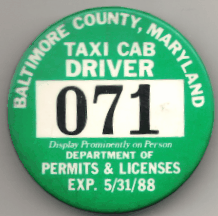 BALTIMORE COUNTY, MARYLAND
TAXI CAB
DRIVER
071
Display Prominently on Person
DEPARTMENT OF
PERMITS & LICENSES
EXP. 5/31/88